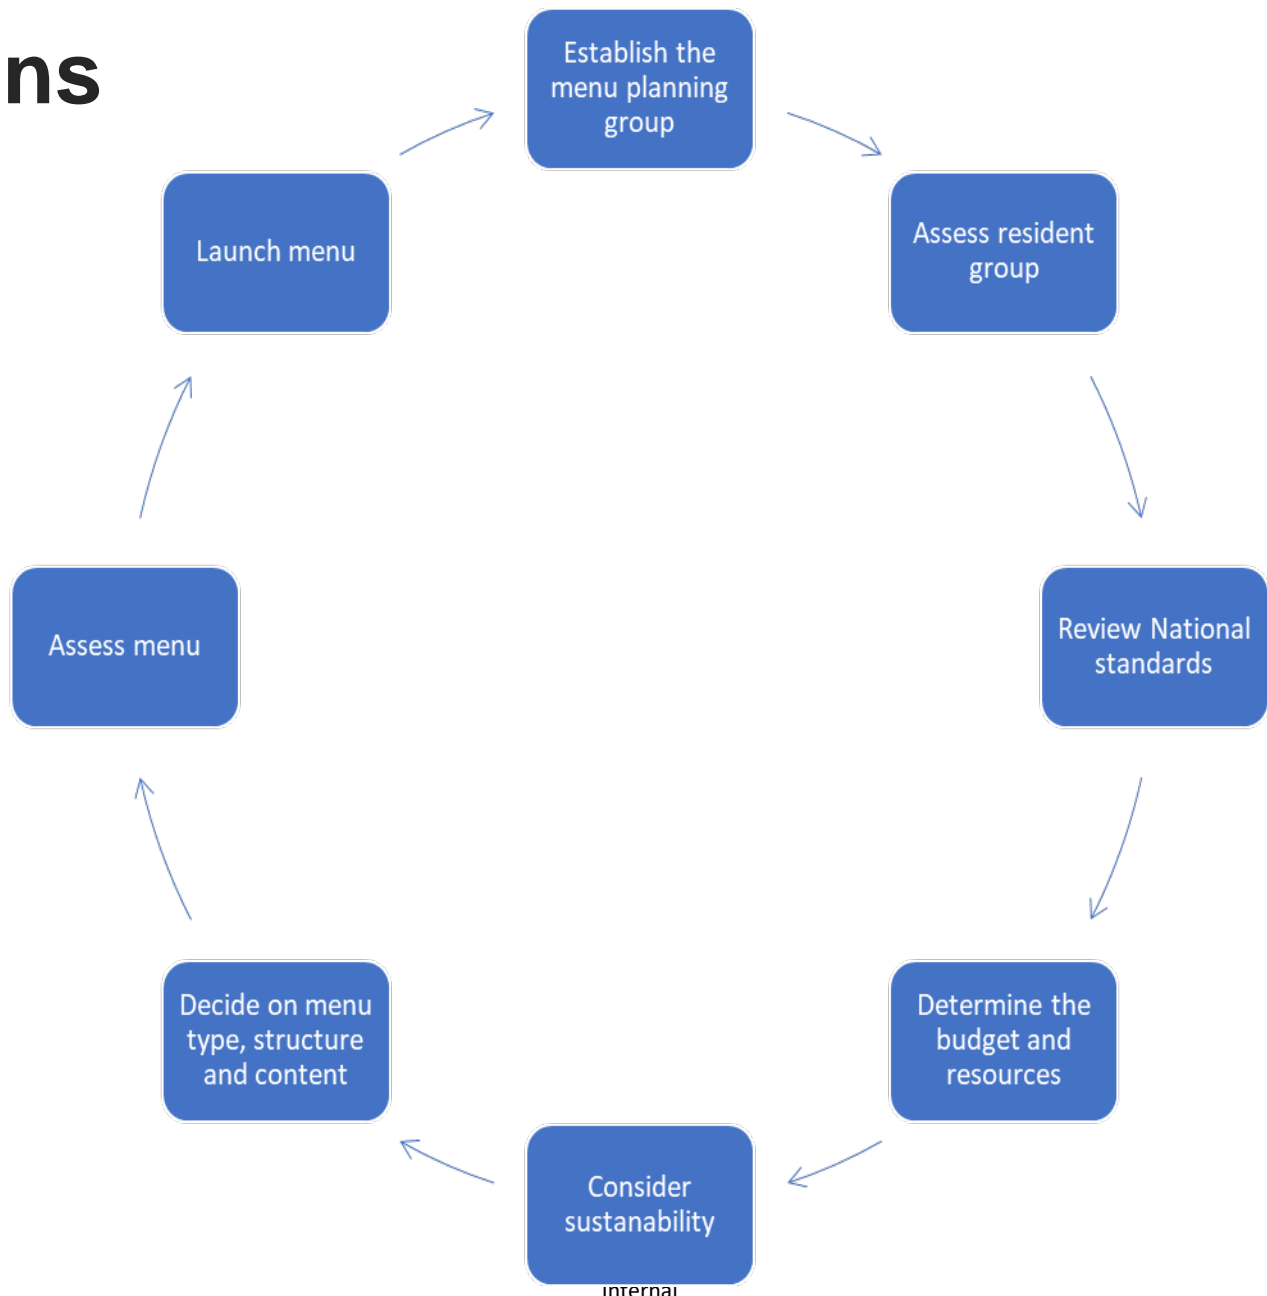 ns
Establish the
menu planning
group
Assess resident
group
Review National
standards
Determine the
budget and
resources
Consider
sustanability
Decide on menu
type, structure
and content
Assess menu
Launch menu
internal